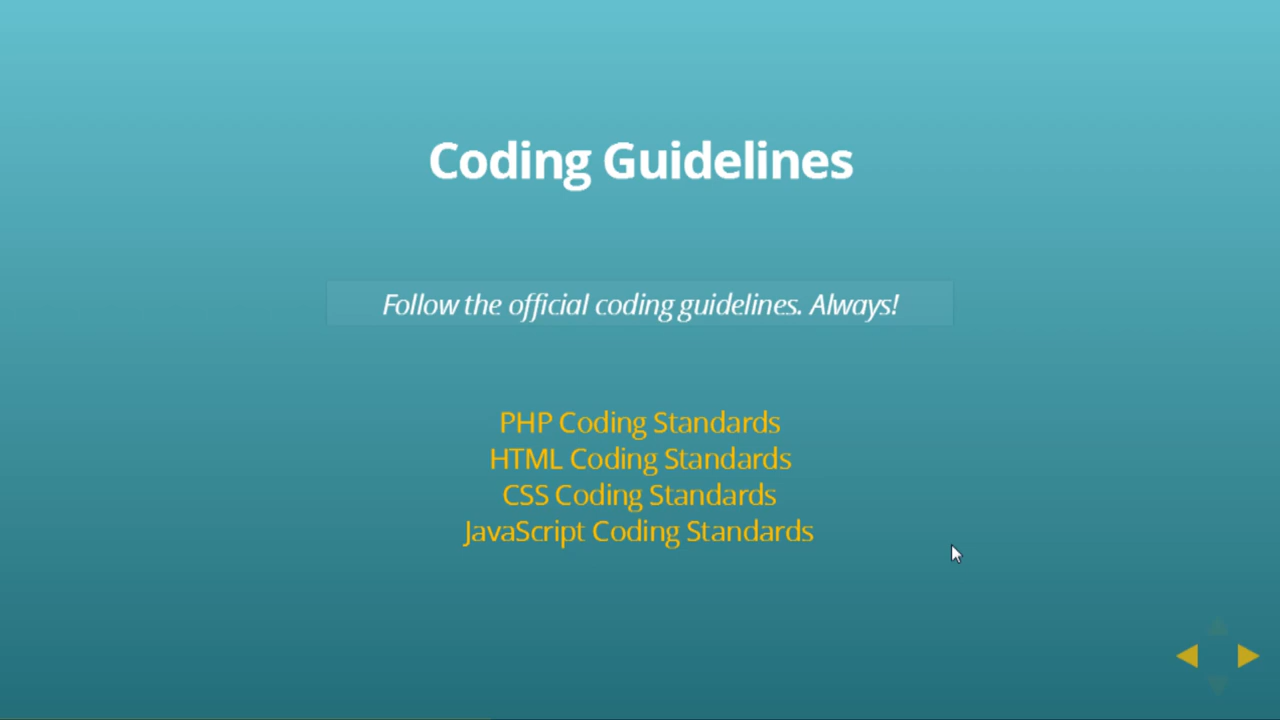 Coding Guidelines
Follow the official coding guidelines. Always!
PHP Coding Standards
HTML Coding Standards
CSS Coding Standards
JavaScript Coding Standards